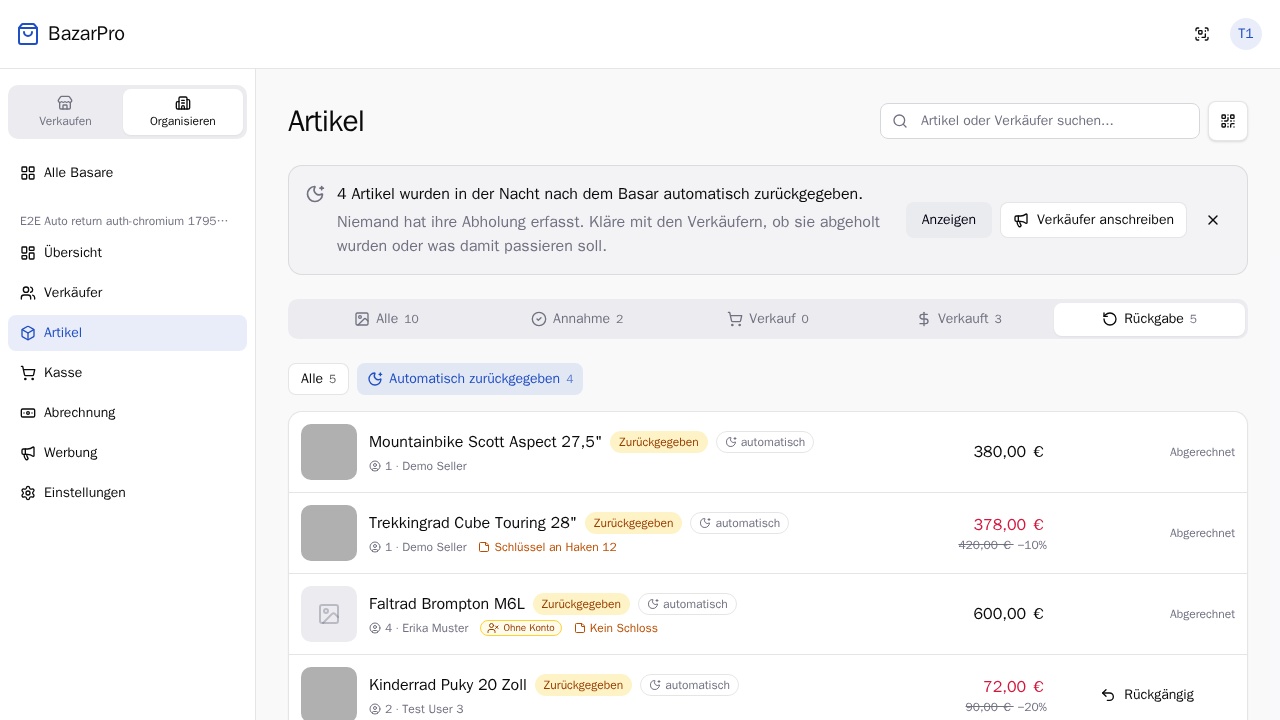 BazarPro
T1
Verkaufen
Organisieren
Alle Basare
E2E Auto return auth-chromium 1795…
Übersicht
Verkäufer
Artikel
Kasse
Abrechnung
Werbung
Einstellungen
Artikel
Artikel oder Verkäufer suchen...
4 Artikel wurden in der Nacht nach dem Basar automatisch zurückgegeben.
Niemand hat ihre Abholung erfasst. Kläre mit den Verkäufern, ob sie abgeholt
wurden oder was damit passieren soll.
Anzeigen
Verkäufer anschreiben
Alle 10
Annahme 2
Verkauf 0
Verkauft 3
Rückgabe 5
Alle 5
Automatisch zurückgegeben 4
Mountainbike Scott Aspect 27,5" Zurückgegeben automatisch
1 · Demo Seller
380,00 €
Abgerechnet
Trekkingrad Cube Touring 28" Zurückgegeben automatisch
1 · Demo Seller Schlüssel an Haken 12
378,00 €
420,00 € −10%
Abgerechnet
Faltrad Brompton M6L Zurückgegeben automatisch
4 · Erika Muster Ohne Konto Kein Schloss
600,00 €
Abgerechnet
Kinderrad Puky 20 Zoll Zurückgegeben automatisch
2 · Test User 3
72,00 €
90,00 € −20%
Rückgängig